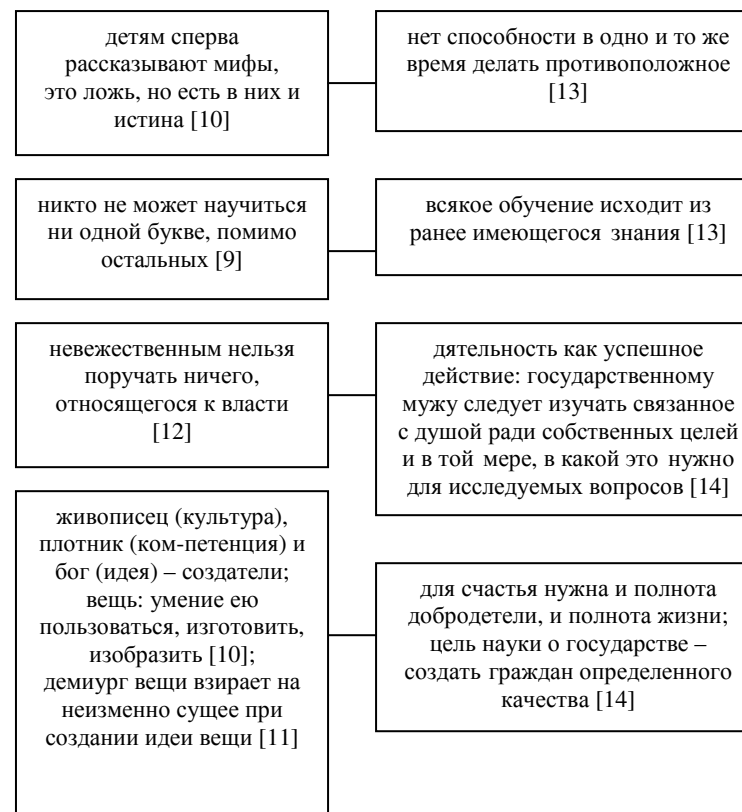 детям сперва
рассказывают мифы,
это ложь, но есть в них и
истина [10]
нет способности в одно и то же
время делать противоположное
[13]
никто не может научиться
ни одной букве, помимо
остальных [9]
всякое обучение исходит из
ранее имеющегося знания [13]
невежественным нельзя
поручать ничего,
относящегося к власти
[12]
дятельность как успешное
действие: государственному
мужу следует изучать связанное
с душой ради собственных целей
и в той мере, в какой это нужно
для исследуемых вопросов [14]
живописец (культура),
плотник (ком-петенция) и
бог (идея) – создатели;
вещь: умение ею
пользоваться, изготовить,
изобразить [10];
демиург вещи взирает на
неизменно сущее при
создании идеи вещи [11]
для счастья нужна и полнота
добродетели, и полнота жизни;
цель науки о государстве –
создать граждан определенного
качества [14]